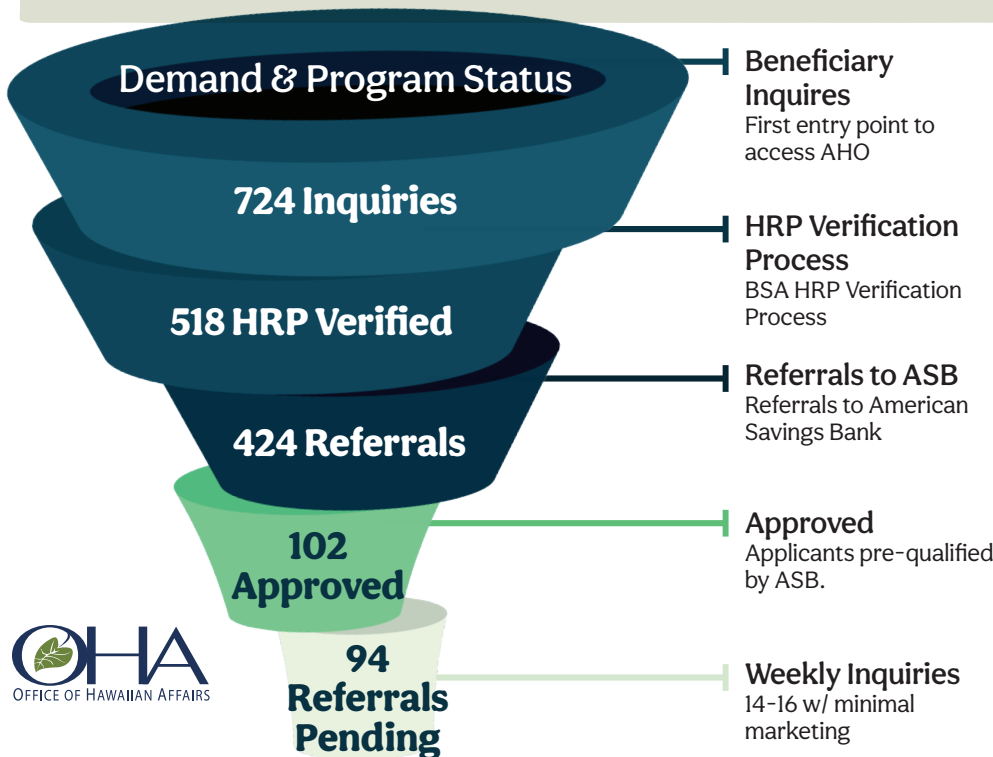 Demand & Program Status
724 Inquiries
518 HRP Verified
424 Referrals
102
Approved
94
Referrals
Pending
Beneficiary
Inquires
First entry point to
access AHO
HRP Verification
Process
BSA HRP Verification
Process
Referrals to ASB
Referrals to American
Savings Bank
Approved
Applicants pre-qualified
by ASB.
Weekly Inquiries
14-16 w/ minimal
marketing
OHA
OFFICE OF HAWAIIAN AFFAIRS